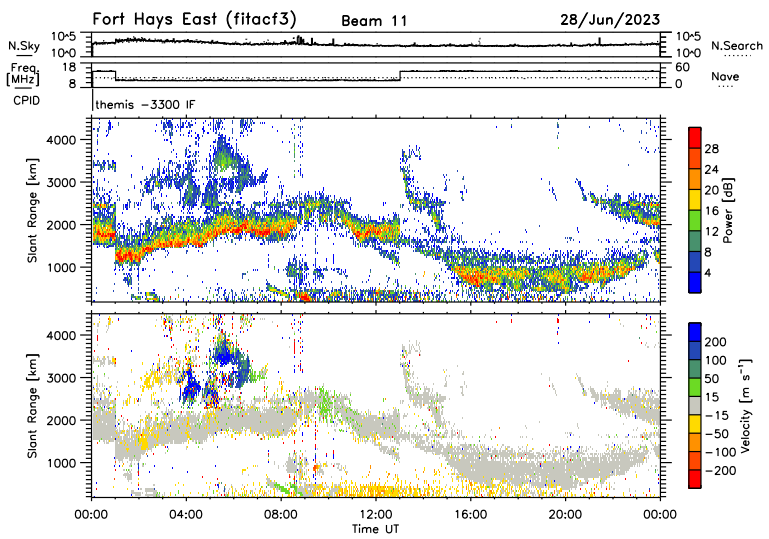 Fort Hays East (fitacf3) Beam 11 28/Jun/2023
N.Sky 10^5 10^0 10^5 10^0 N.Search
Freq. [MHz] 18 8 60 0 Nave
CPID themis -3300 IF
Slant Range [km] 4000 3000 2000 1000
Power [dB] 28 24 20 16 12 8 4
Slant Range [km] 4000 3000 2000 1000
Velocity [m s⁻¹] 200 100 50 15 -15 -50 -100 -200
00:00 04:00 08:00 12:00 16:00 20:00 00:00
Time UT